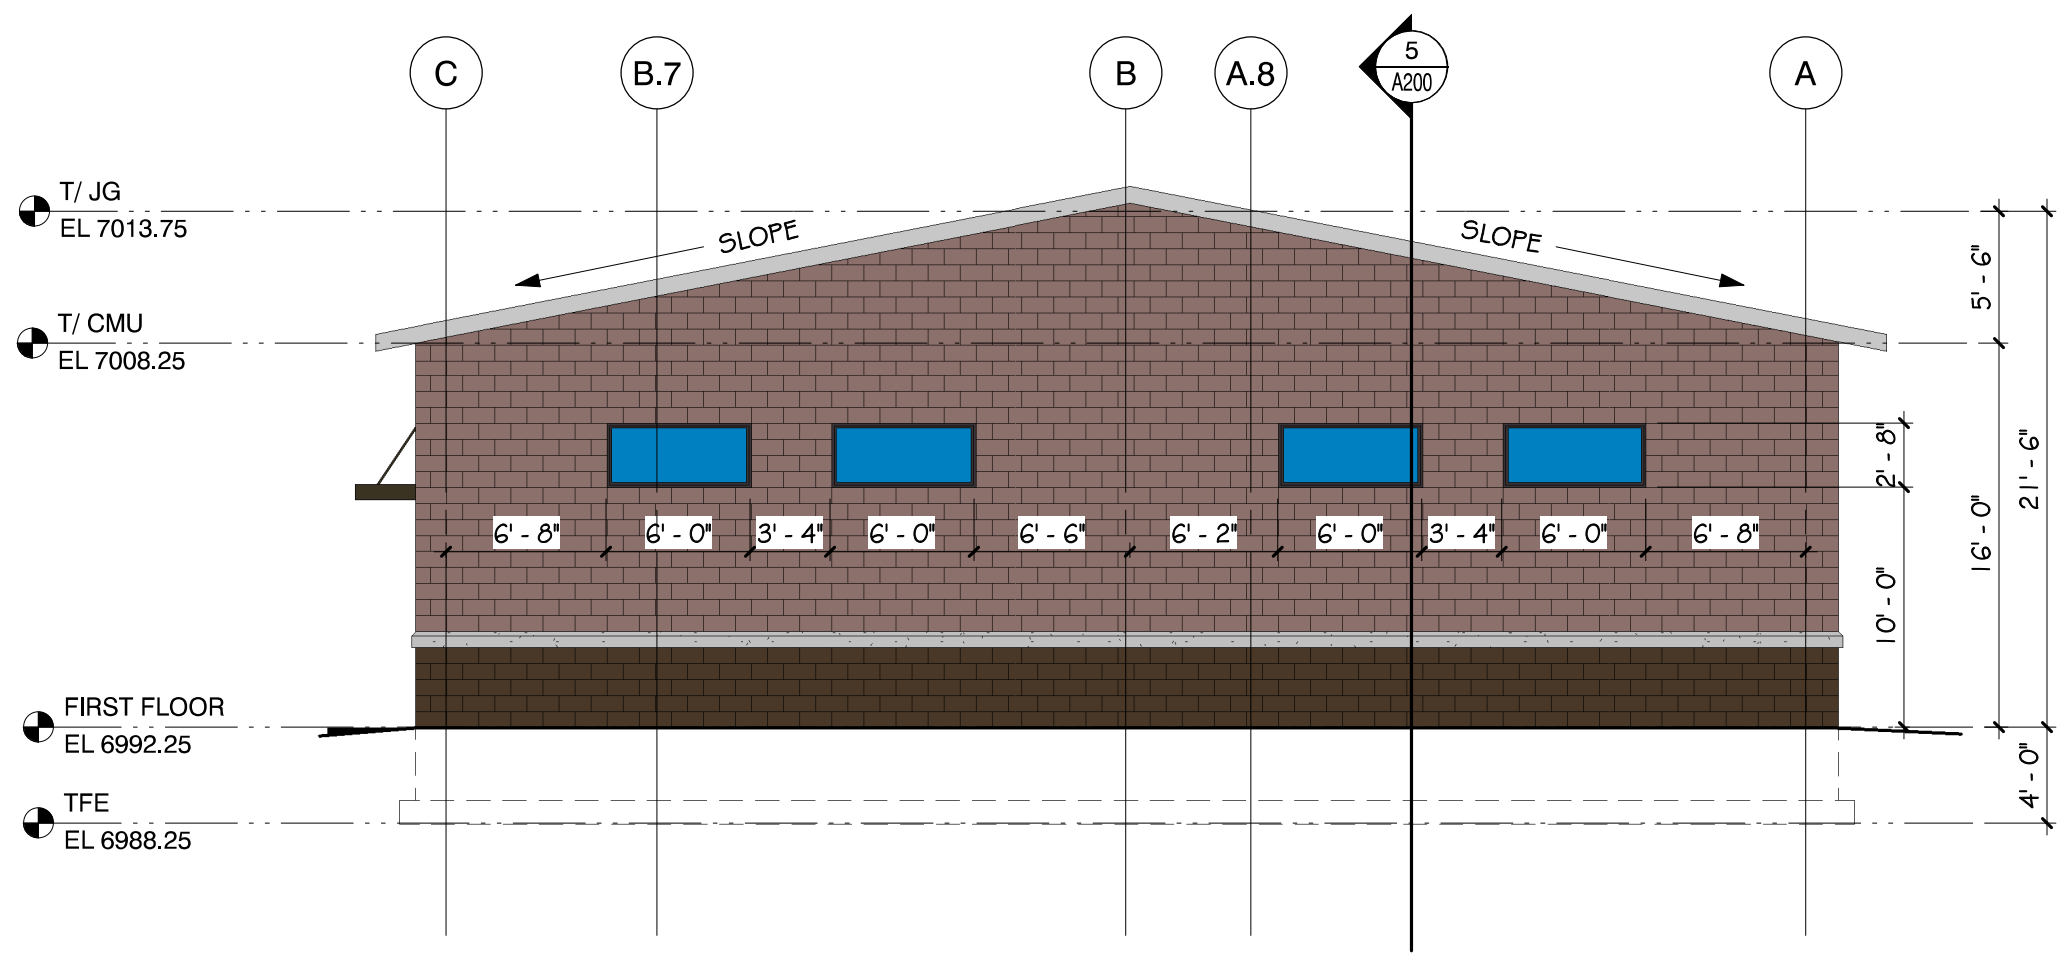 C
B.7
B
A.8
5
A200
A
T/ JG
EL 7013.75
SLOPE
SLOPE
5' - 6"
T/ CMU
EL 7008.25
2' - 8"
21' - 6"
16' - 0"
6' - 8"
6' - 0"
3' - 4"
6' - 0"
6' - 6"
6' - 2"
6' - 0"
3' - 4"
6' - 0"
6' - 8"
10' - 0"
FIRST FLOOR
EL 6992.25
4' - 0"
TFE
EL 6988.25